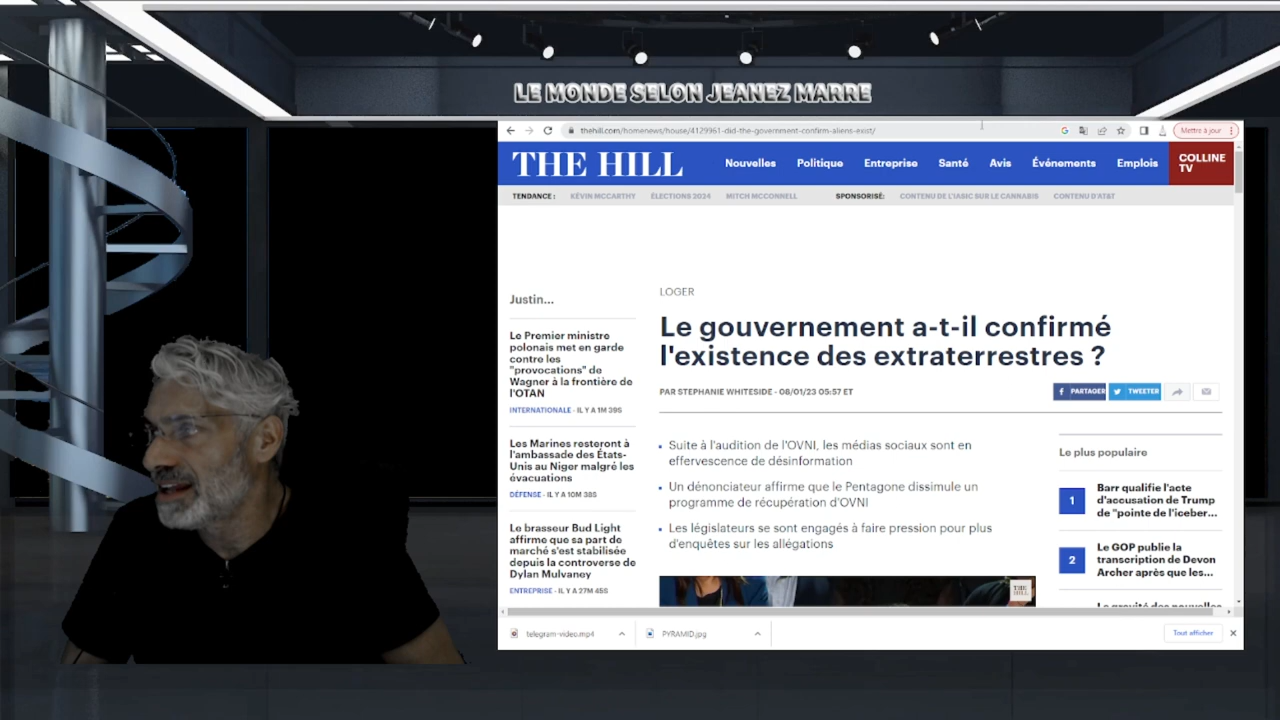 LE MONDE SELON JEANEZ MARRE
thehill.com/homenews/house/4129961-did-the-government-confirm-aliens-exist/
Mettre à jour
THE HILL
Nouvelles
Politique
Entreprise
Santé
Avis
Événements
Emplois
COLLINE
TV
TENDANCE :
KEVIN MCCARTHY
ÉLECTIONS 2024
MITCH MCCONNELL
SPONSORISÉ:
CONTENU DE L'IASIC SUR LE CANNABIS
CONTENU D'AT&T
Justin...
Le Premier ministre
polonais met en garde
contre les
"provocations" de
Wagner à la frontière de
l'OTAN
INTERNATIONALE - IL Y A 1M 39S
Les Marines resteront à
l'ambassade des États-
Unis au Niger malgré les
évacuations
DÉFENSE - IL Y A 10M 38S
Le brasseur Bud Light
affirme que sa part de
marché s'est stabilisée
depuis la controverse de
Dylan Mulvaney
ENTREPRISE - IL Y A 27M 45S
LOGER
Le gouvernement a-t-il confirmé
l'existence des extraterrestres ?
PAR STEPHANIE WHITESIDE - 08/01/23 05:57 ET
PARTAGER
TWEETER
Suite à l'audition de l'OVNI, les médias sociaux sont en
effervescence de désinformation
Un dénonciateur affirme que le Pentagone dissimule un
programme de récupération d'OVNI
Les législateurs se sont engagés à faire pression pour plus
d'enquêtes sur les allégations
THE
HILL
Le plus populaire
1
Barr qualifie l'acte
d'accusation de Trump
de "pointe de l'iceber...
2
Le GOP publie la
transcription de Devon
Archer après que les...
La gravité des nouvelles
telegram-video.mp4
PYRAMID.jpg
Tout afficher